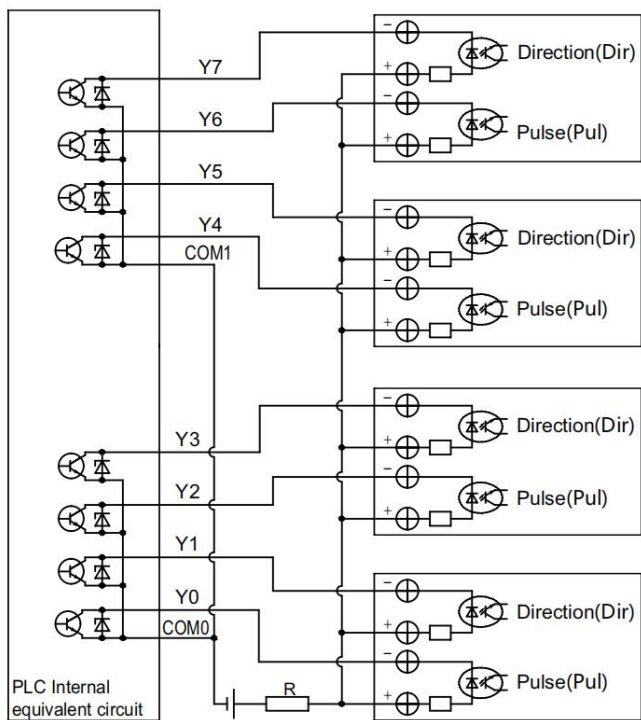 Y7
Direction(Dir)
Y6
Pulse(Pul)
Y5
Y4
Direction(Dir)
COM1
Pulse(Pul)
Y3
Direction(Dir)
Y2
Pulse(Pul)
Y1
Y0
Direction(Dir)
COM0
R
Pulse(Pul)
PLC Internal
equivalent circuit